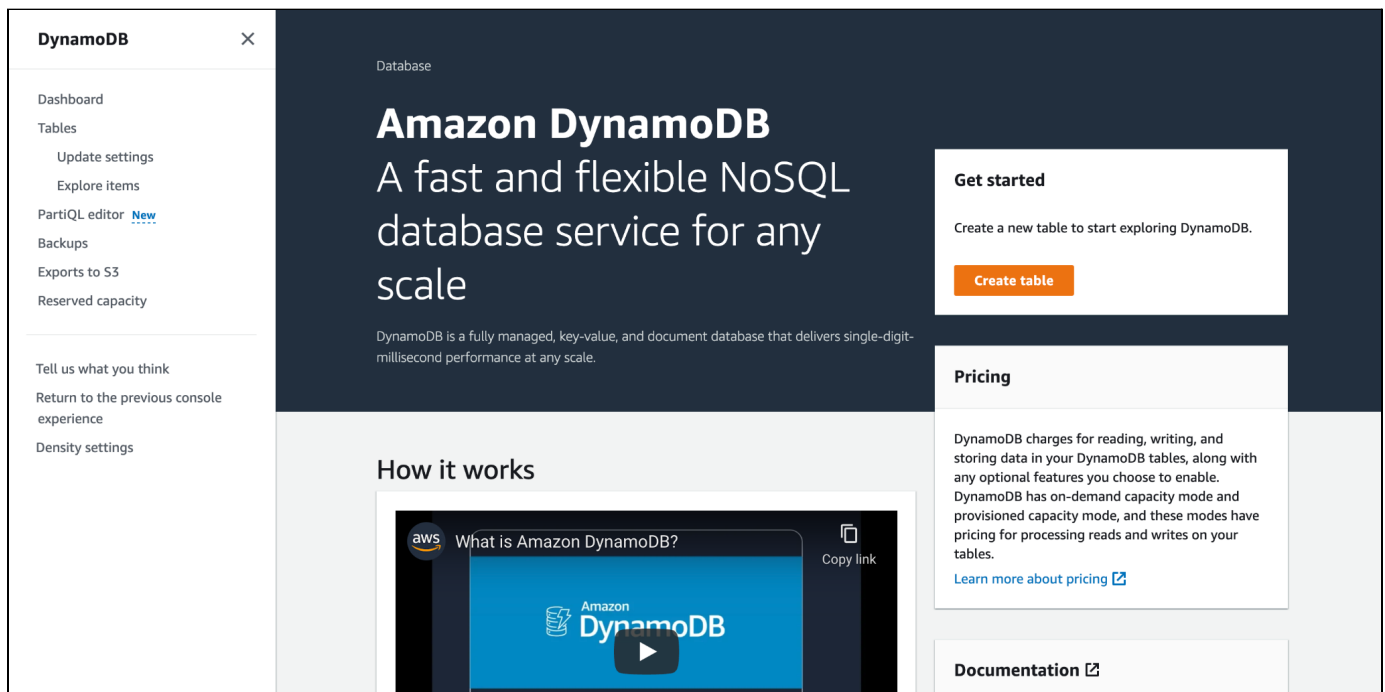 DynamoDB
Dashboard
Tables
Update settings
Explore items
PartiQL editor New
Backups
Exports to S3
Reserved capacity
Tell us what you think
Return to the previous console
experience
Density settings
Database
Amazon DynamoDB
A fast and flexible NoSQL
database service for any
scale
DynamoDB is a fully managed, key-value, and document database that delivers single-digit-
millisecond performance at any scale.
Get started
Create a new table to start exploring DynamoDB.
Create table
Pricing
DynamoDB charges for reading, writing, and
storing data in your DynamoDB tables, along with
any optional features you choose to enable.
DynamoDB has on-demand capacity mode and
provisioned capacity mode, and these modes have
pricing for processing reads and writes on your
tables.
Learn more about pricing
How it works
aws What is Amazon DynamoDB?
Copy link
Amazon
DynamoDB
Documentation